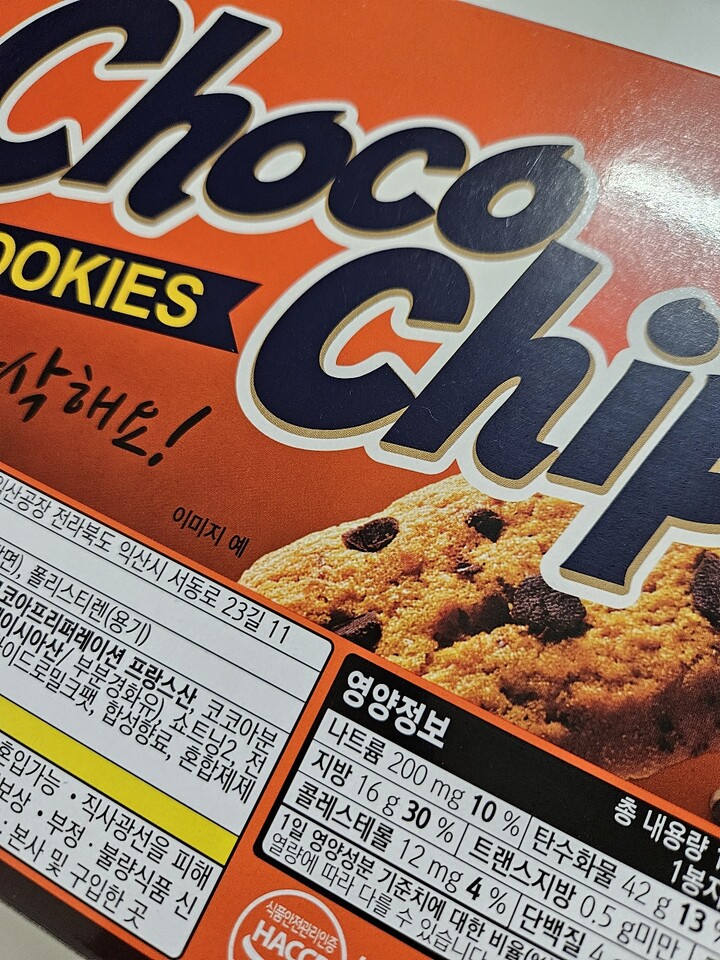 Choco
Chip
OOKIES
삭해요!
이미지 예
익산공장 전라북도 익산시 서동로 23길 11
폴리스티렌(용기)
코코아프리퍼레이션 프랑스산, 코코아분
부분경화유), 쇼트닝2, 전
합성향료, 혼합제제
혼입가능 • 직사광선을 피해
보상 • 부정 · 불량식품 신
: 본사 및 구입한 곳
영양정보
총 내용량
1봉지
나트륨 200 mg 10 % 탄수화물 42 g 13 %
지방 16 g 30 % 트랜스지방 0.5 g미만
콜레스테롤 12 mg 4 % 단백질 4
1일 영양성분 기준치에 대한 비율(%)
열량에 따라 다를 수 있습니다
식품안전관리인증
HACCP